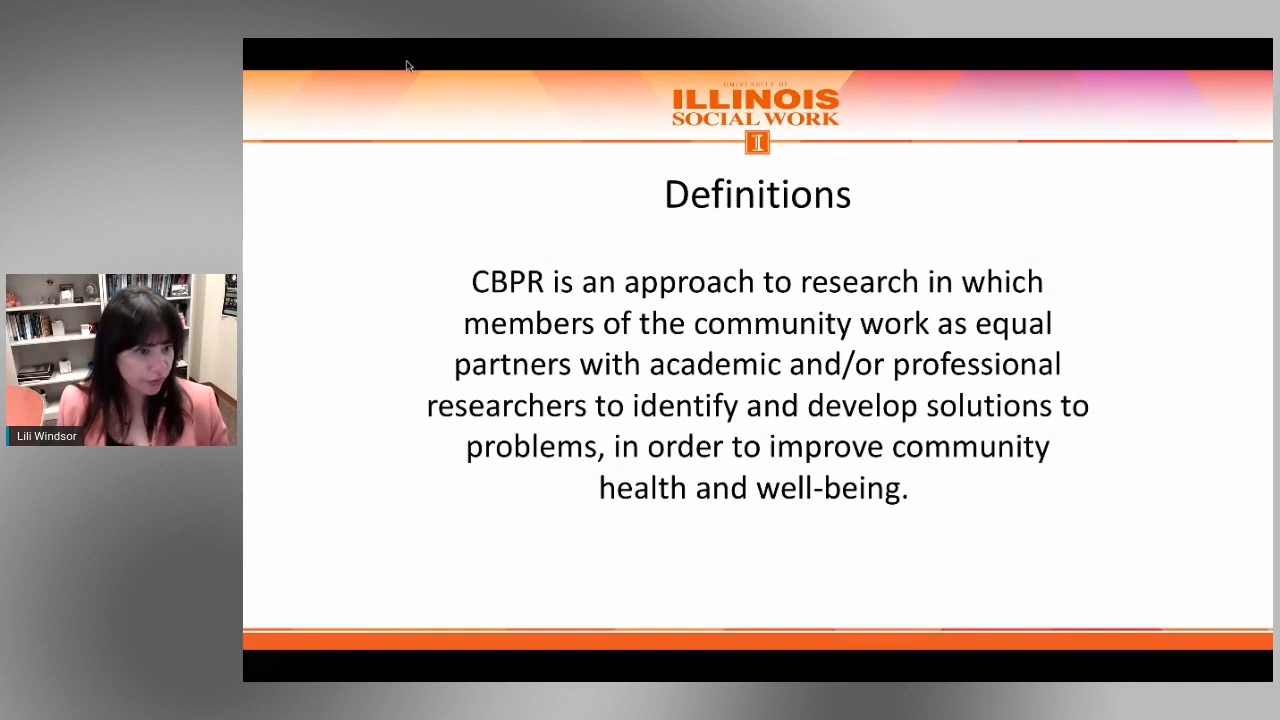 UNIVERSITY OF
ILLINOIS
SOCIAL WORK
I
Definitions
CBPR is an approach to research in which
members of the community work as equal
partners with academic and/or professional
researchers to identify and develop solutions to
problems, in order to improve community
health and well-being.
Lili Windsor